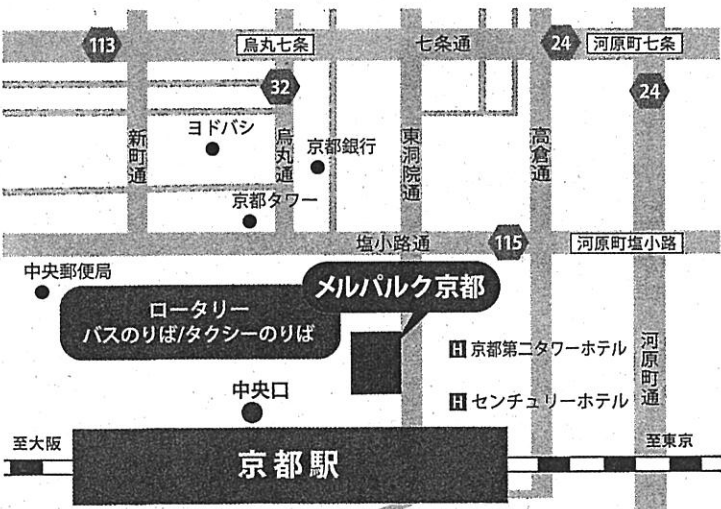 113
烏丸七条
七条通
24
河原町七条
32
24
新町通
ヨドバシ
烏丸通
京都銀行
東洞院通
高倉通
京都タワー
塩小路通
115
河原町塩小路
中央郵便局
メルパルク京都
ロータリー
バスのりば/タクシーのりば
H 京都第二タワーホテル
河原町通
中央口
H センチュリーホテル
至大阪
京都駅
至東京